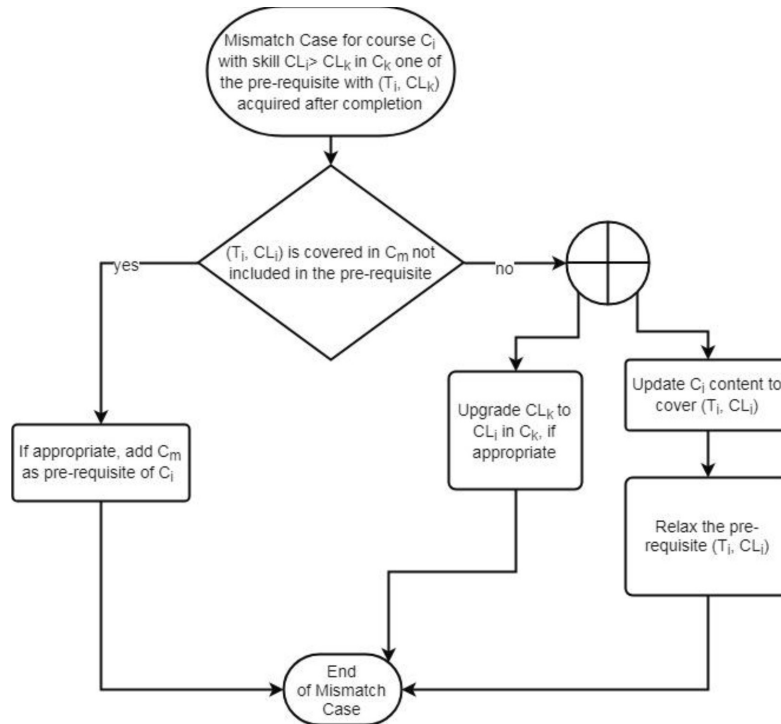 Mismatch Case for course Cᵢ
with skill CLᵢ> CLₖ in Cₖ one of
the pre-requisite with (Tᵢ, CLₖ)
acquired after completion
(Tᵢ, CLᵢ) is covered in Cₘ not
included in the pre-requisite
yes
no
If appropriate, add Cₘ
as pre-requisite of Cᵢ
Upgrade CLₖ to
CLᵢ in Cₖ, if
appropriate
Update Cᵢ content to
cover (Tᵢ, CLᵢ)
Relax the pre-
requisite (Tᵢ, CLᵢ)
End
of Mismatch
Case